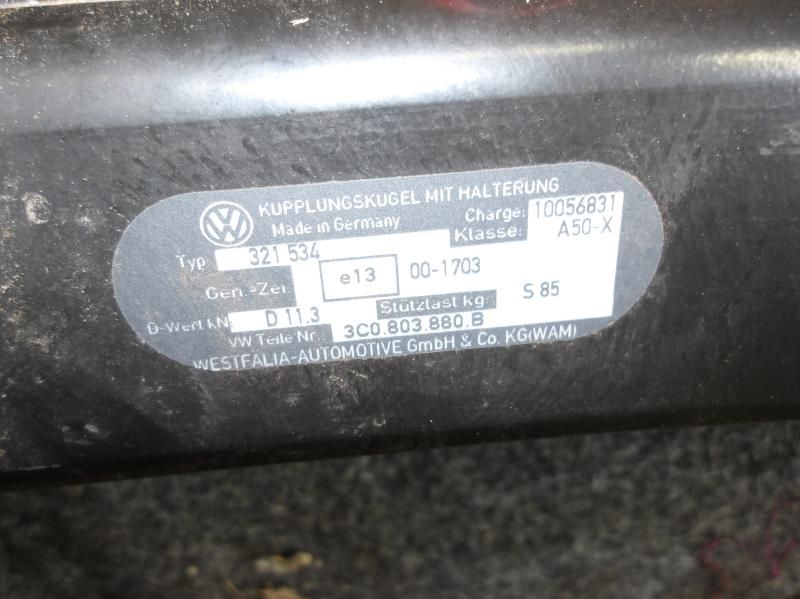 KUPPLUNGSKUGEL MIT HALTERUNG
Made in Germany Charge: 10056831
Typ 321 534 Klasse: A50-X
Gen.-Zei. e13 00-1703
D-Wert kN: D 11.3 Stützlast kg: S 85
VW Teile Nr. 3C0.803.880.B
WESTFALIA-AUTOMOTIVE GmbH & Co. KG(WAM)